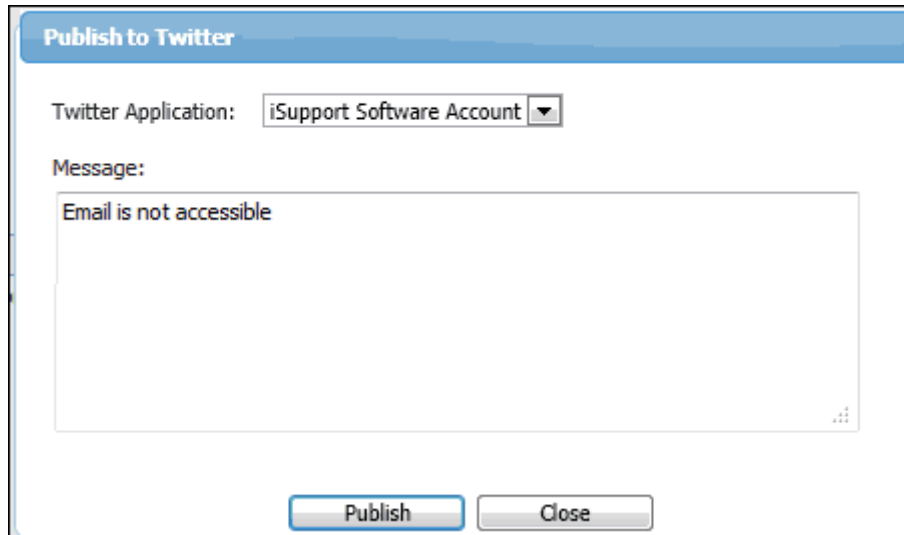 Publish to Twitter
Twitter Application: iSupport Software Account
Message:
Email is not accessible
Publish Close